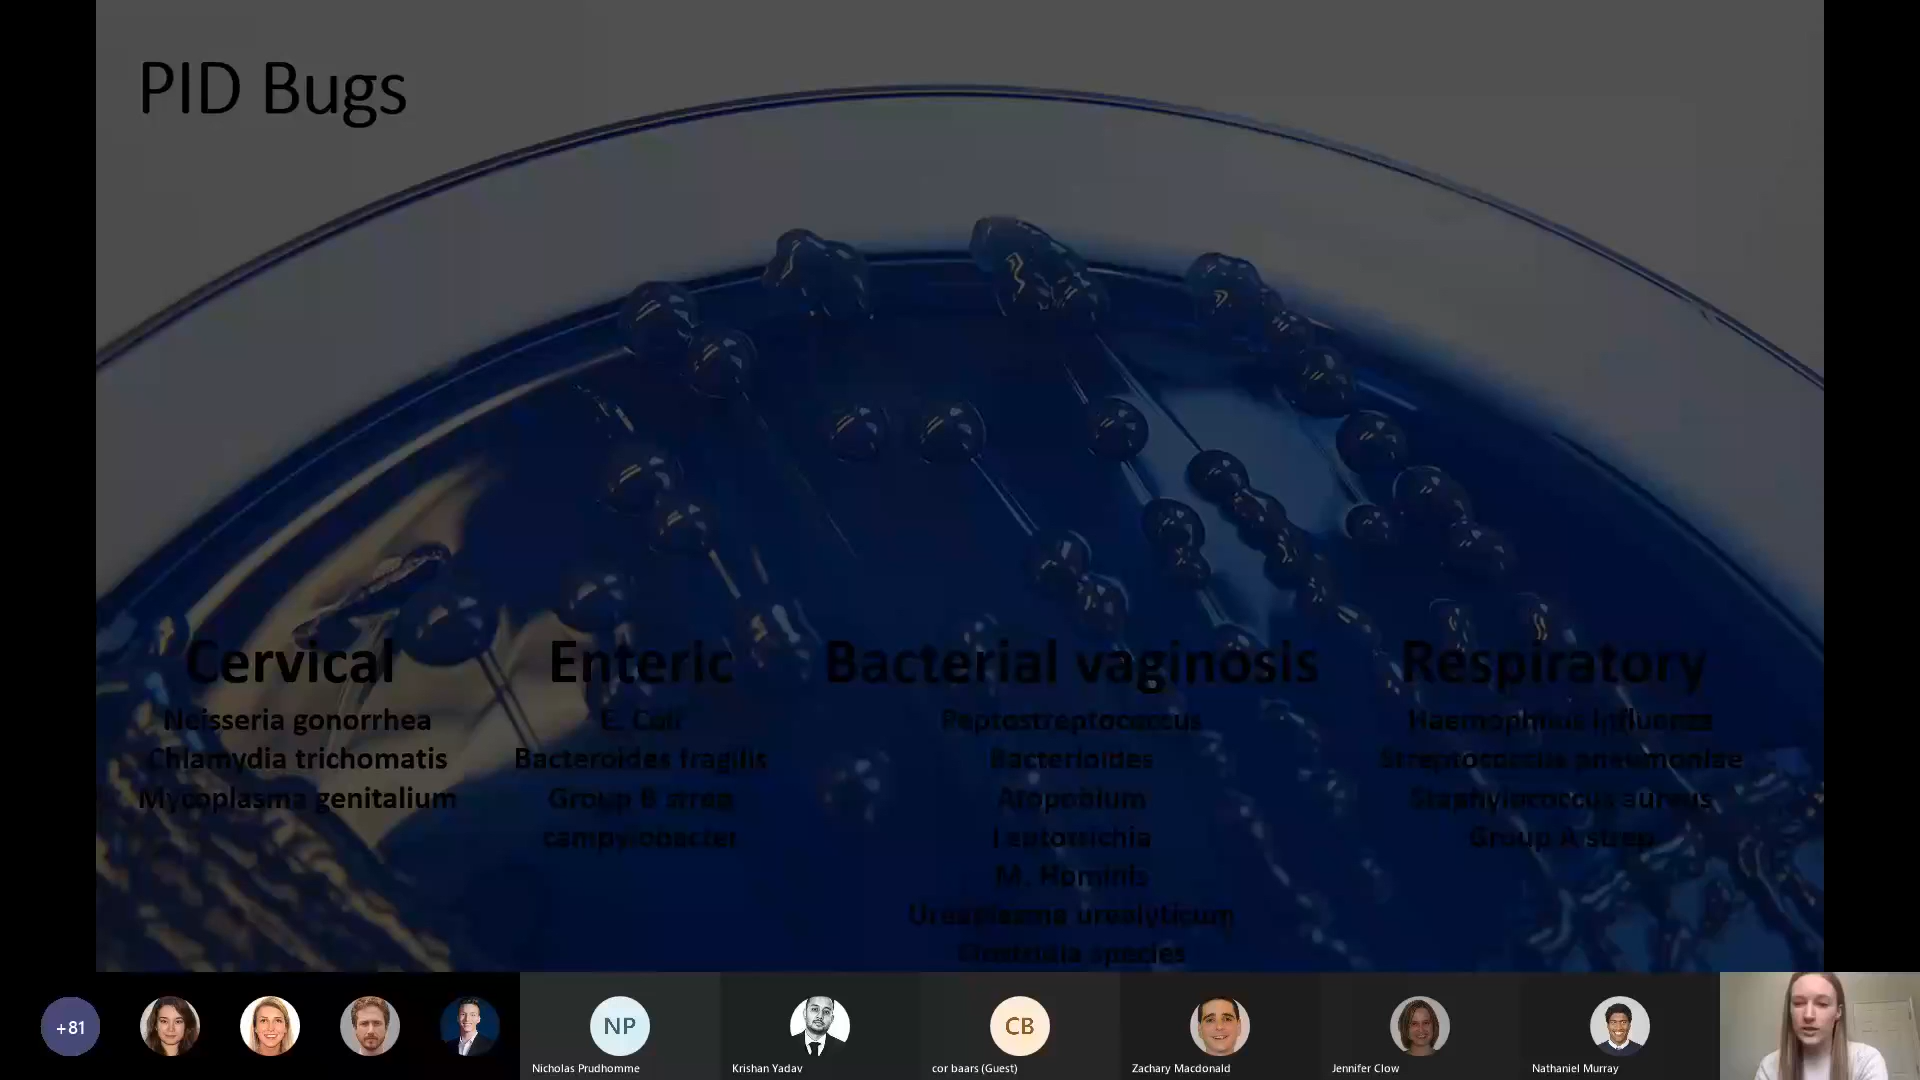 PID Bugs
Cervical
Neisseria gonorrhea
Chlamydia trichomatis
Mycoplasma genitalium
Enteric
E. Coli
Bacteroides fragilis
Group B strep
campylobacter
Bacterial vaginosis
Peptostreptococcus
Bacterioides
Atopobium
Leptotrichia
M. Hominis
Ureaplasma urealyticum
Clostridia species
Respiratory
Haemophilus influenza
Streptococcus pneumoniae
Staphylococcus aureus
Group A strep
+81
NP
CB
Nicholas Prudhomme
Krishan Yadav
cor baars (Guest)
Zachary Macdonald
Jennifer Clow
Nathaniel Murray